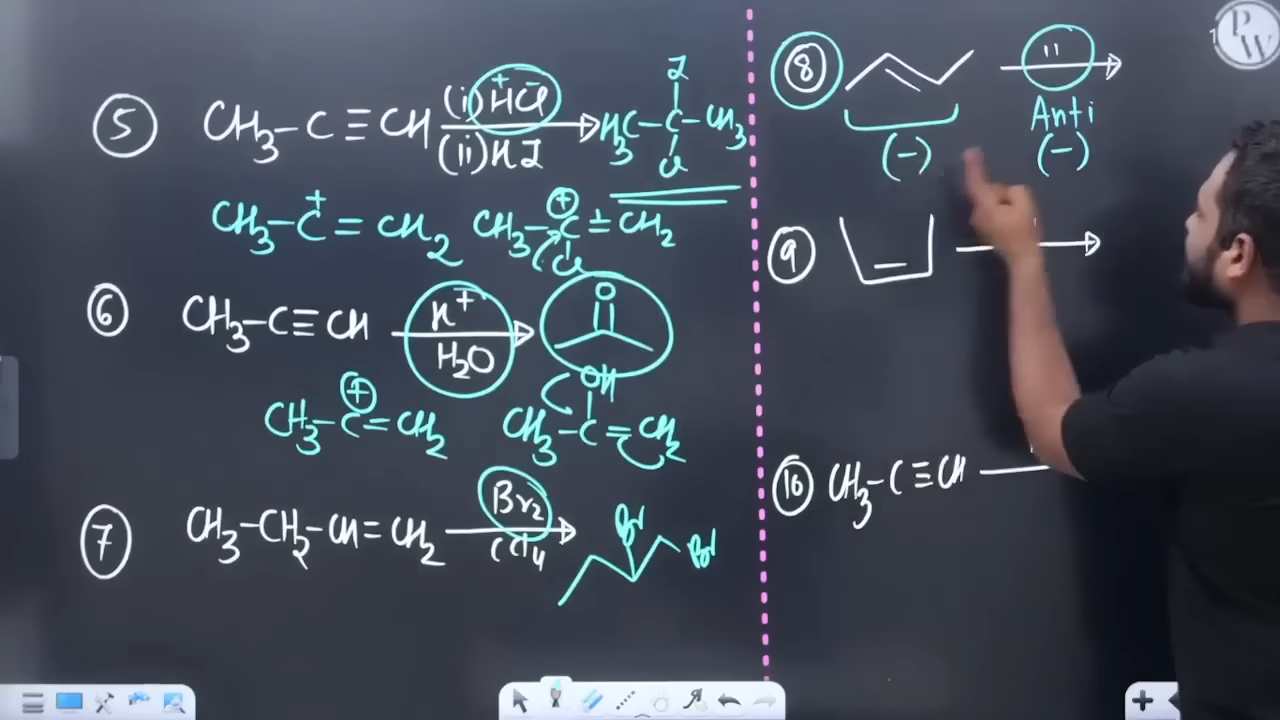 ⑤ CH₃-C≡CH (i) HCl (ii) HI H₃C-C-CH₃ I Cl
CH₃-C⁺=CH₂ CH₃-C=CH₂ ⊕ Cl
⑥ CH₃-C≡CH H⁺ H₂O O
CH₃-C=CH₂ ⊕ CH₃-C=CH₂ OH
⑦ CH₃-CH₂-CH=CH₂ Br₂ CCl₄ Br Br
⑧ " Anti
(-) (-)
⑨
⑩ CH₃-C≡CH
PW